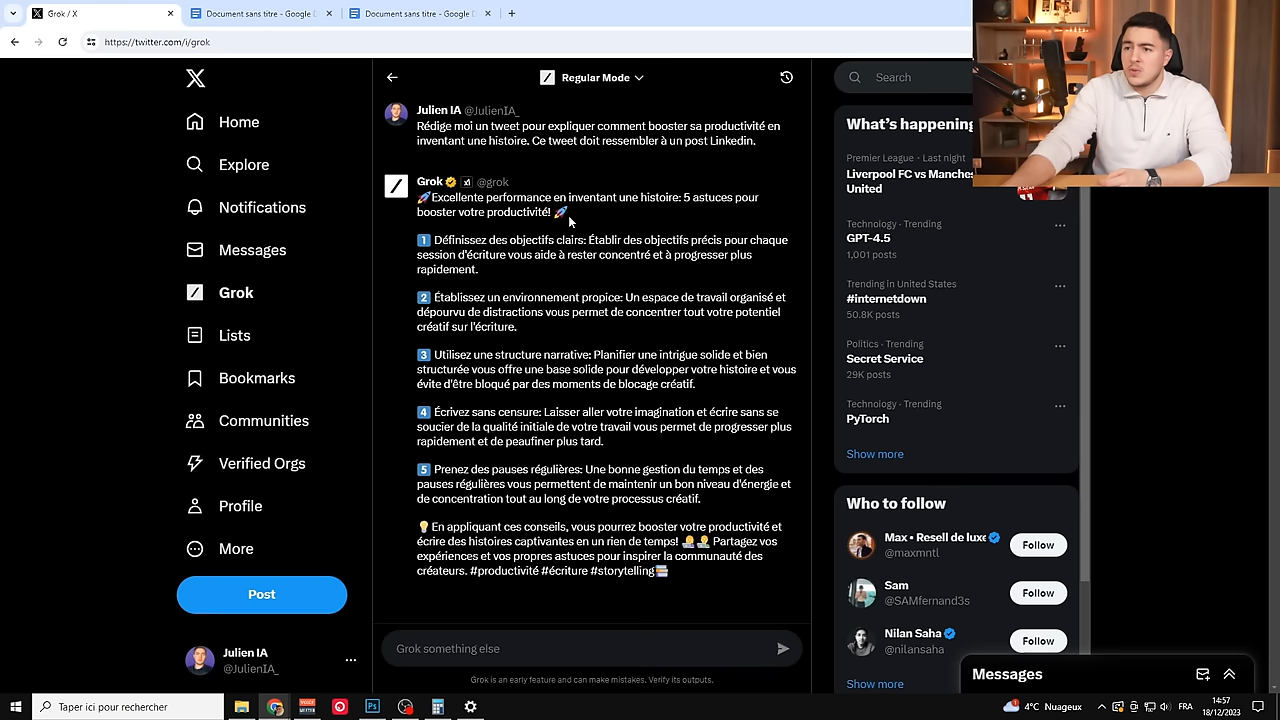 Grok / X
Document sans titre - Google D
Document sans titre - Google D
https://twitter.com/i/grok
Home
Explore
Notifications
Messages
Grok
Lists
Bookmarks
Communities
Verified Orgs
Profile
More
Post
Julien IA
@JulienIA_
Regular Mode
Julien IA @JulienIA_
Rédige moi un tweet pour expliquer comment booster sa productivité en
inventant une histoire. Ce tweet doit ressembler à un post Linkedin.
Grok @grok
🚀Excellente performance en inventant une histoire: 5 astuces pour
booster votre productivité! 🚀
1 Définissez des objectifs clairs: Établir des objectifs précis pour chaque
session d'écriture vous aide à rester concentré et à progresser plus
rapidement.
2 Établissez un environnement propice: Un espace de travail organisé et
dépourvu de distractions vous permet de concentrer tout votre potentiel
créatif sur l'écriture.
3 Utilisez une structure narrative: Planifier une intrigue solide et bien
structurée vous offre une base solide pour développer votre histoire et vous
évite d'être bloqué par des moments de blocage créatif.
4 Écrivez sans censure: Laisser aller votre imagination et écrire sans se
soucier de la qualité initiale de votre travail vous permet de progresser plus
rapidement et de peaufiner plus tard.
5 Prenez des pauses régulières: Une bonne gestion du temps et des
pauses régulières vous permettent de maintenir un bon niveau d'énergie et
de concentration tout au long de votre processus créatif.
💡En appliquant ces conseils, vous pourrez booster votre productivité et
écrire des histoires captivantes en un rien de temps! Partagez vos
expériences et vos propres astuces pour inspirer la communauté des
créateurs. #productivité #écriture #storytelling📚
Grok something else
Grok is an early feature and can make mistakes. Verify its outputs.
Search
What's happening
Premier League · Last night
Liverpool FC vs Manche
United
Technology · Trending
GPT-4.5
1,001 posts
Trending in United States
#internetdown
50.8K posts
Politics · Trending
Secret Service
29K posts
Technology · Trending
PyTorch
Show more
Who to follow
Max • Resell de luxe
@maxmntl
Follow
Sam
@SAMfernand3s
Follow
Nilan Saha
@nilansaha
Follow
Show more
Messages
Taper ici pour rechercher
Ps
4°C Nuageux
FRA
14:57
18/12/2023